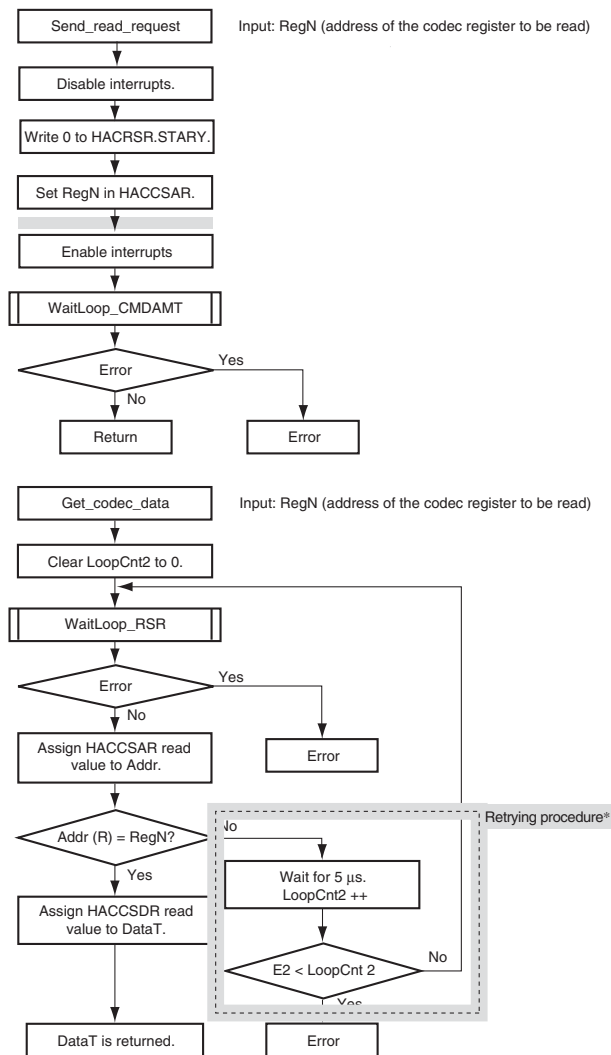 Send_read_request
Input: RegN (address of the codec register to be read)
Disable interrupts.
Write 0 to HACRSR.STARY.
Set RegN in HACCSAR.
Enable interrupts
WaitLoop_CMDAMT
Error
Yes
No
Return
Error
Get_codec_data
Input: RegN (address of the codec register to be read)
Clear LoopCnt2 to 0.
WaitLoop_RSR
Error
Yes
No
Assign HACCSAR read
value to Addr.
Error
Retrying procedure*
Addr (R) = RegN?
No
Yes
Wait for 5 μs.
LoopCnt2 ++
Assign HACCSDR read
value to DataT.
E2 < LoopCnt 2
No
Yes
DataT is returned.
Error